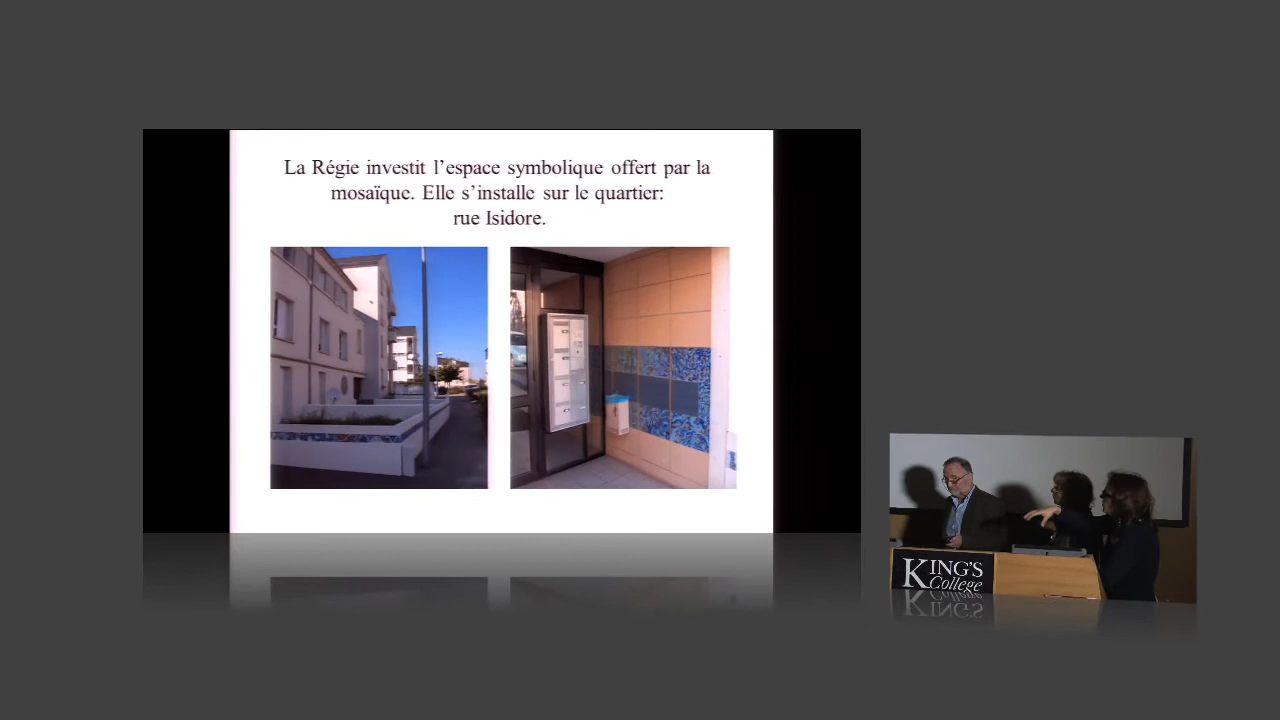 La Régie investit l’espace symbolique offert par la
mosaïque. Elle s’installe sur le quartier:
rue Isidore.
KING'S
College